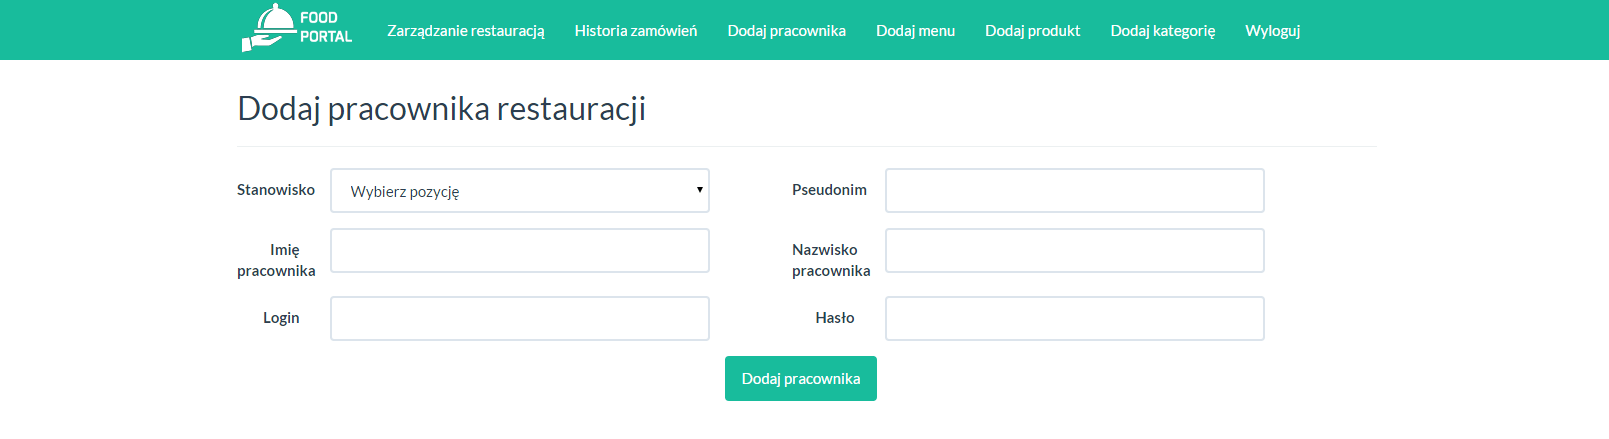 FOOD
PORTAL
Zarządzanie restauracją Historia zamówień Dodaj pracownika Dodaj menu Dodaj produkt Dodaj kategorię Wyloguj
Dodaj pracownika restauracji
Stanowisko Wybierz pozycję Pseudonim
Imię
pracownika
Nazwisko
pracownika
Login Hasło
Dodaj pracownika